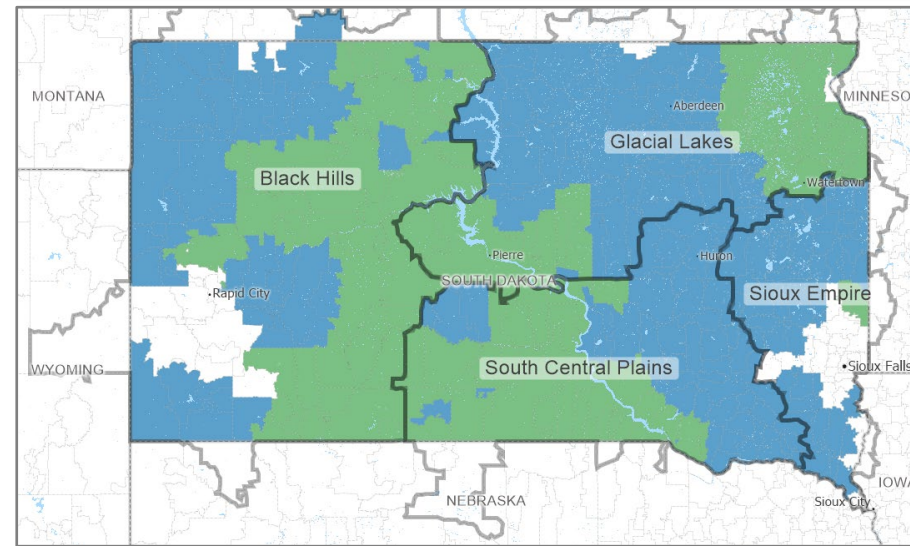 MONTANA
MINNESO
Aberdeen
Glacial Lakes
Black Hills
Watertown
Pierre
Huron
SOUTH DAKOTA
Rapid City
Sioux Empire
WYOMING
South Central Plains
Sioux Falls
NEBRASKA
IOWA
Sioux City